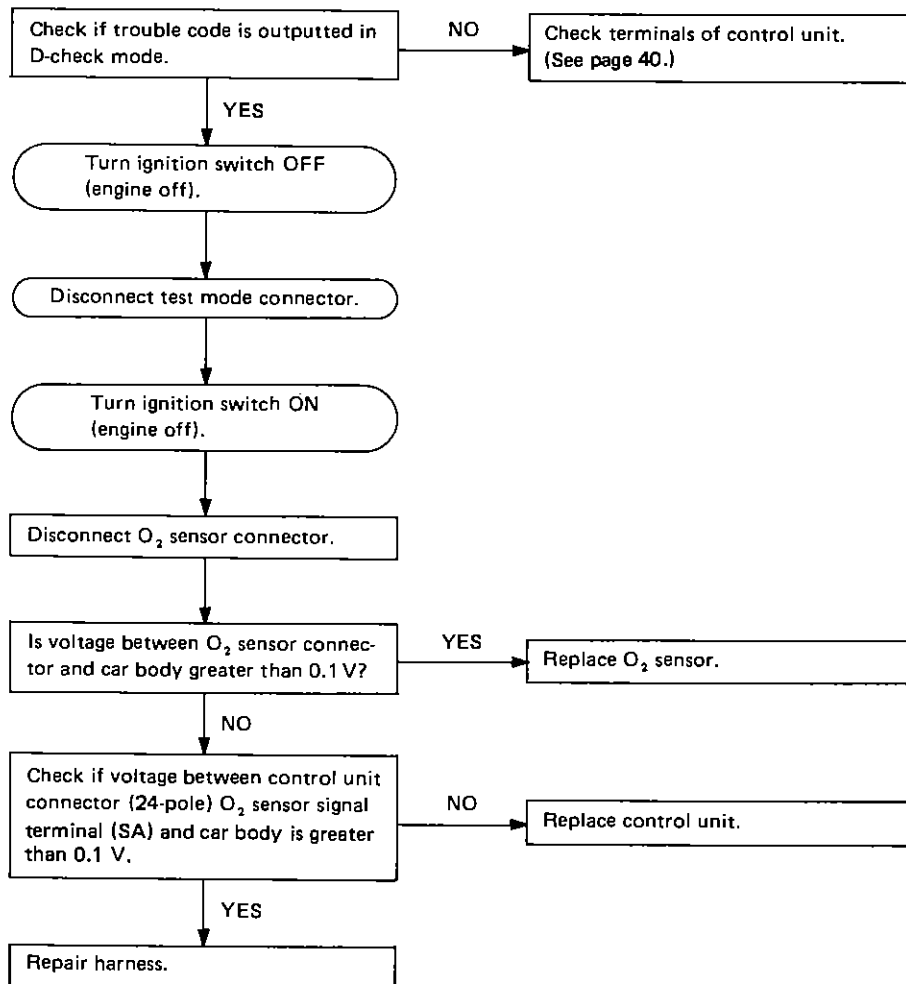 Check if trouble code is outputted in
D-check mode.
NO
Check terminals of control unit.
(See page 40.)
YES
Turn ignition switch OFF
(engine off).
Disconnect test mode connector.
Turn ignition switch ON
(engine off).
Disconnect O₂ sensor connector.
Is voltage between O₂ sensor connec-
tor and car body greater than 0.1 V?
YES
Replace O₂ sensor.
NO
Check if voltage between control unit
connector (24-pole) O₂ sensor signal
terminal (SA) and car body is greater
than 0.1 V.
NO
Replace control unit.
YES
Repair harness.